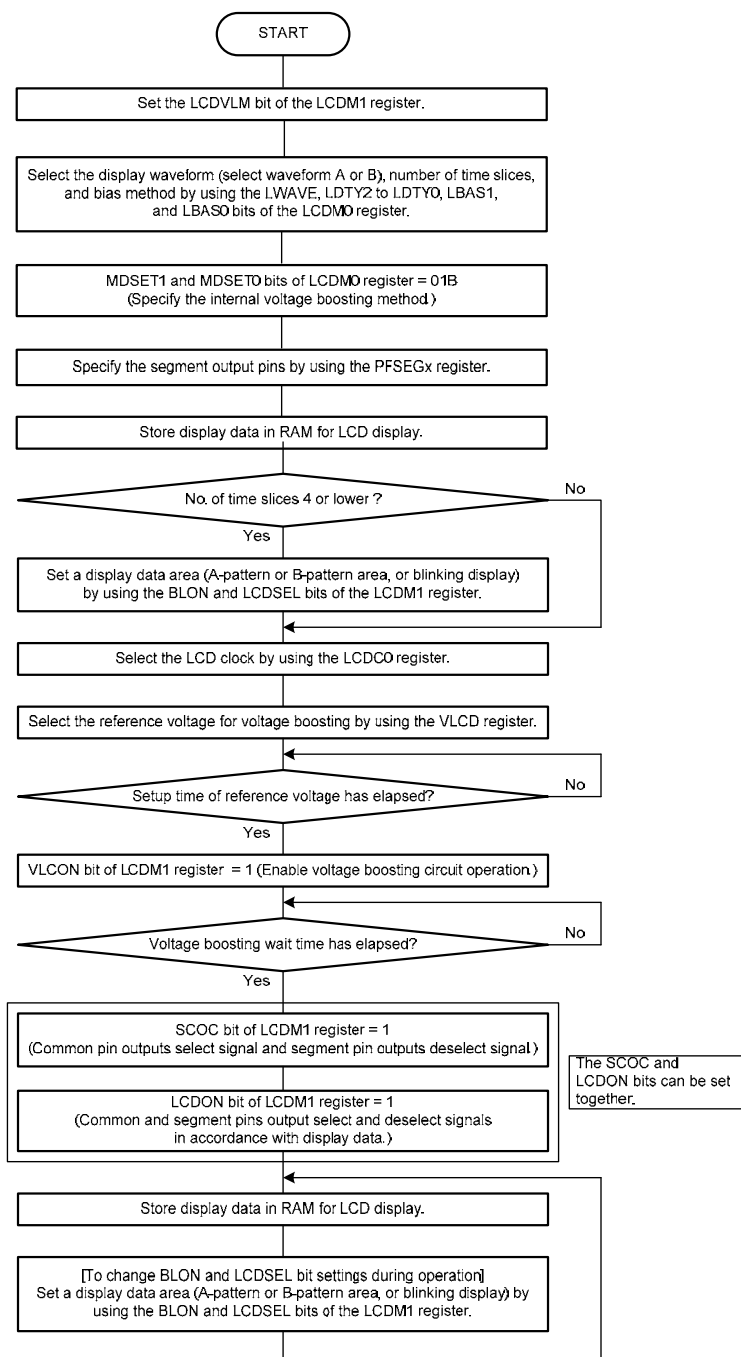 START
Set the LCDVLM bit of the LCDM1 register.
Select the display waveform (select waveform A or B), number of time slices,
and bias method by using the LWAVE, LDTY2 to LDTY0, LBAS1,
and LBAS0 bits of the LCDM0 register.
MDSET1 and MDSET0 bits of LCDM0 register = 01B
(Specify the internal voltage boosting method.)
Specify the segment output pins by using the PFSEGx register.
Store display data in RAM for LCD display.
No. of time slices 4 or lower ?
No
Yes
Set a display data area (A-pattern or B-pattern area, or blinking display)
by using the BLON and LCDSEL bits of the LCDM1 register.
Select the LCD clock by using the LCDC0 register.
Select the reference voltage for voltage boosting by using the VLCD register.
Setup time of reference voltage has elapsed?
No
Yes
VLCON bit of LCDM1 register = 1 (Enable voltage boosting circuit operation.)
Voltage boosting wait time has elapsed?
No
Yes
SCOC bit of LCDM1 register = 1
(Common pin outputs select signal and segment pin outputs deselect signal.)
The SCOC and
LCDON bits can be set
together.
LCDON bit of LCDM1 register = 1
(Common and segment pins output select and deselect signals
in accordance with display data.)
Store display data in RAM for LCD display.
[To change BLON and LCDSEL bit settings during operation]
Set a display data area (A-pattern or B-pattern area, or blinking display) by
using the BLON and LCDSEL bits of the LCDM1 register.